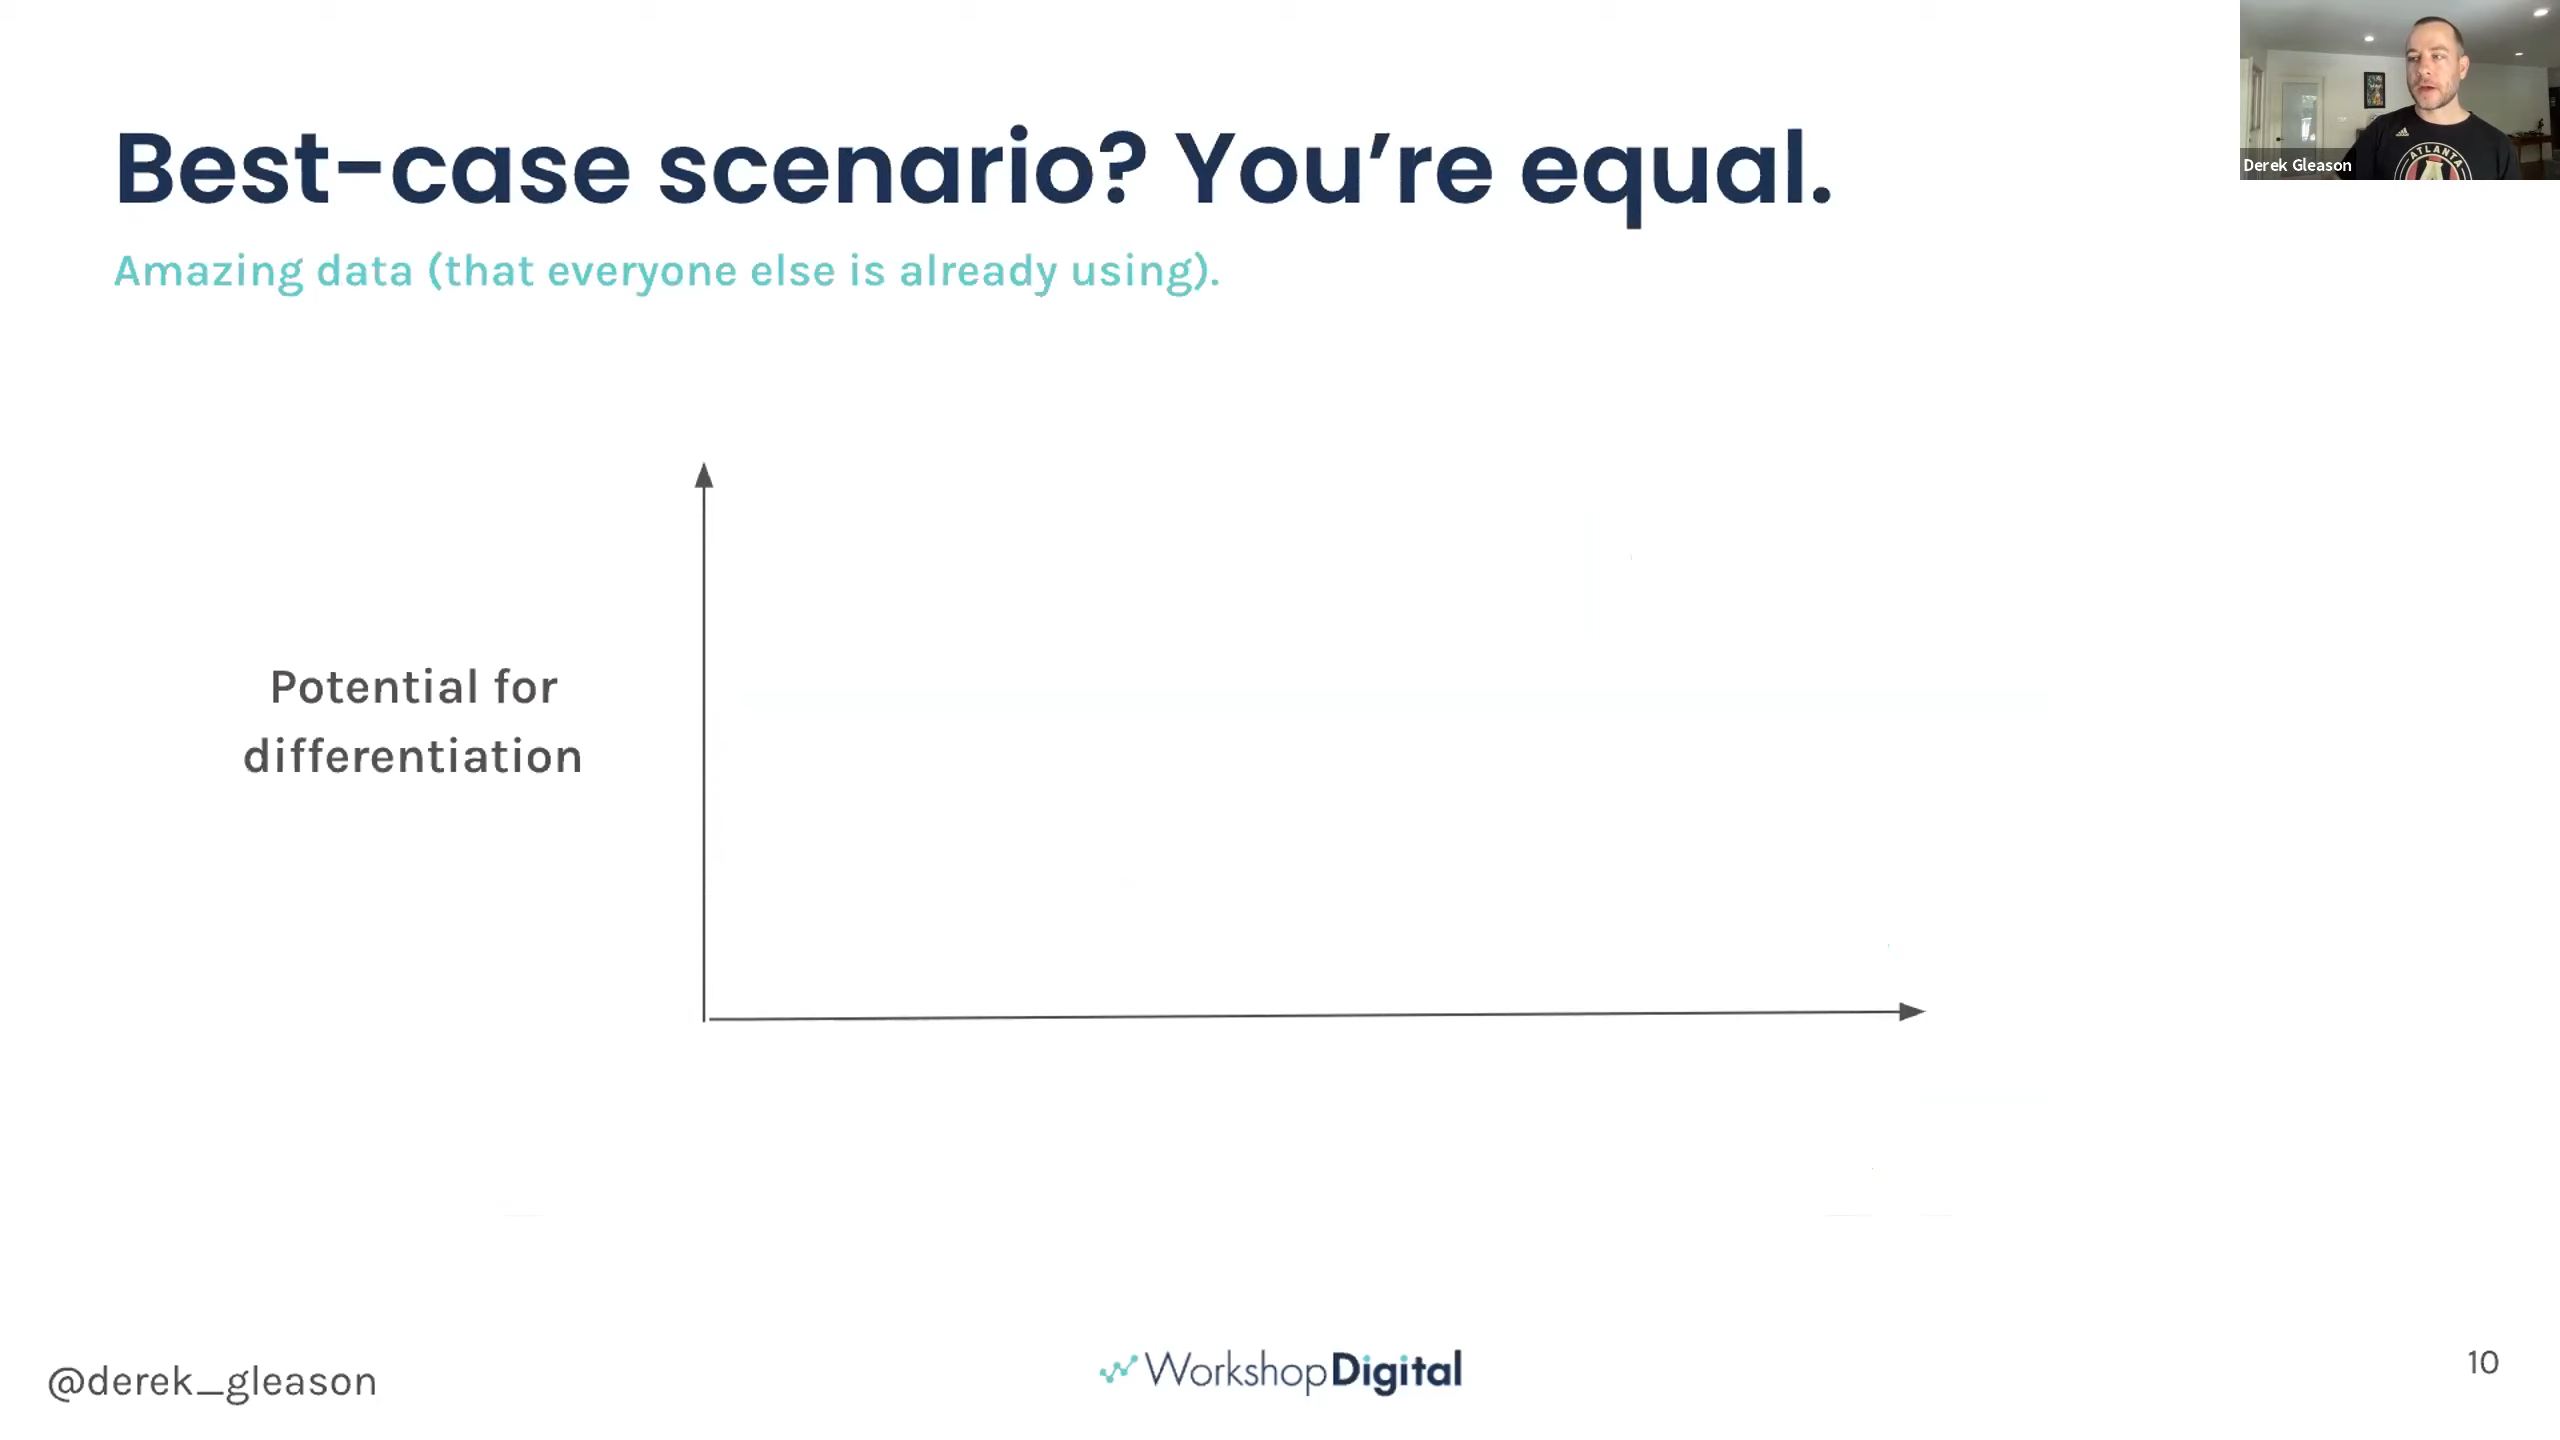 Best-case scenario? You're equal.
Amazing data (that everyone else is already using).
Derek Gleason
ATLANTA
Potential for
differentiation
@derek_gleason
WorkshopDigital
10